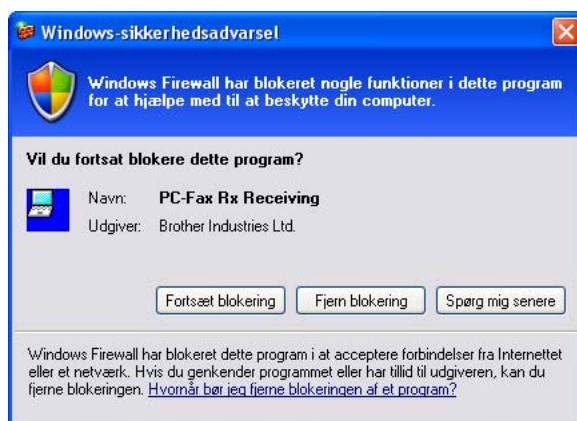 Windows-sikkerhedsadvarsel
Windows Firewall har blokeret nogle funktioner i dette program
for at hjælpe med til at beskytte din computer.
Vil du fortsat blokere dette program?
Navn: PC-Fax Rx Receiving
Udgiver: Brother Industries Ltd.
Fortsæt blokering Fjern blokering Spørg mig senere
Windows Firewall har blokeret dette program i at acceptere forbindelser fra Internettet
eller et netværk. Hvis du genkender programmet eller har tillid til udgiveren, kan du
fjerne blokeringen. Hvornår bør jeg fjerne blokeringen af et program?